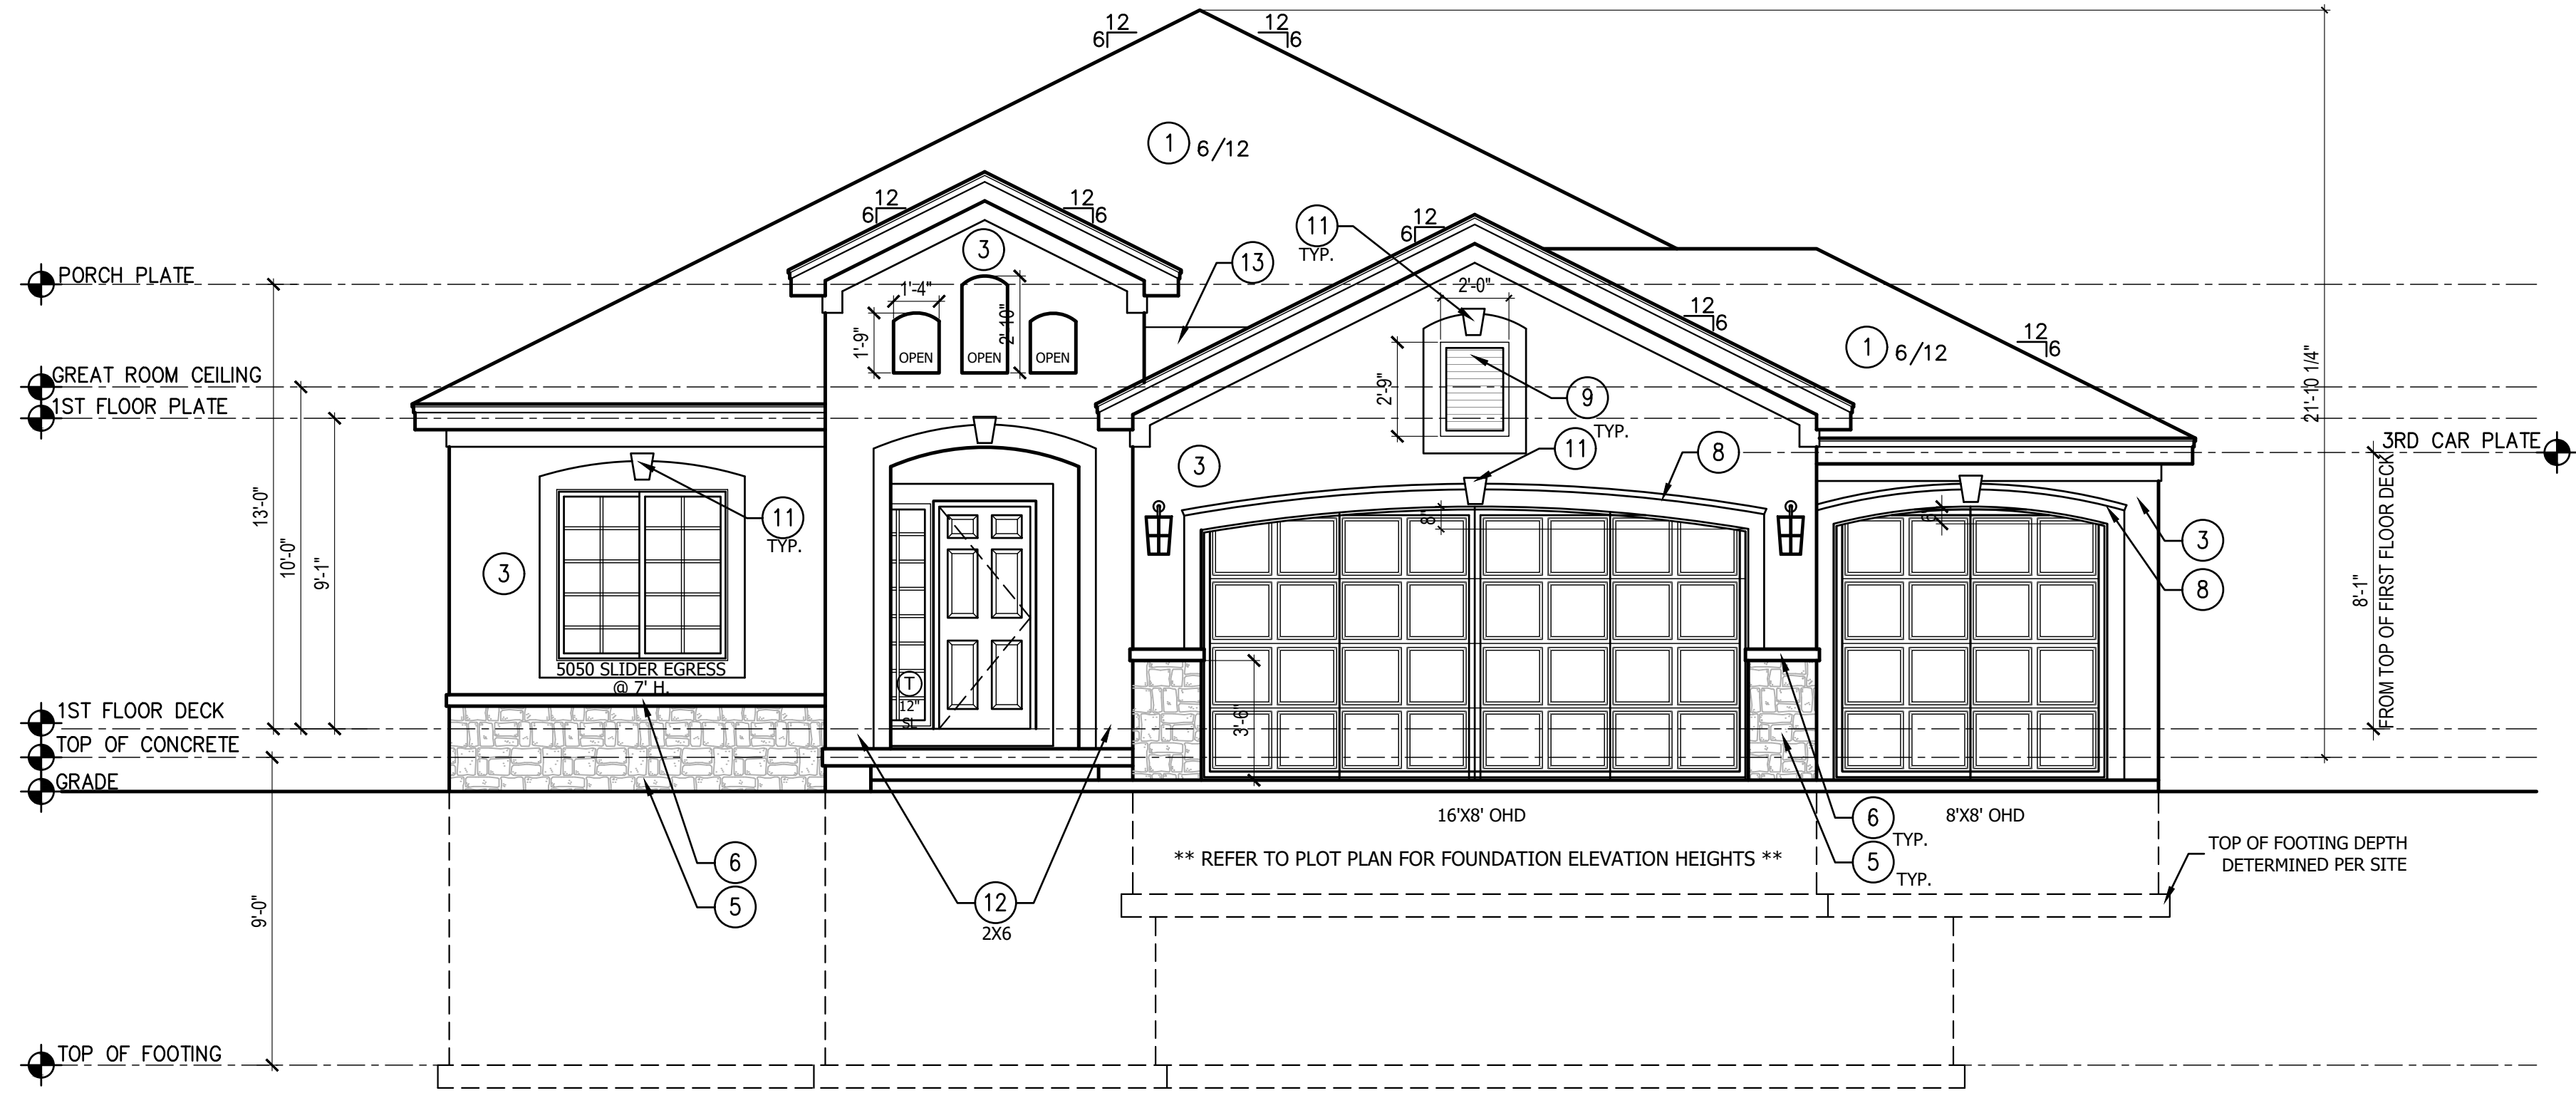 12
6
12
6
1 6/12
12
6
12
6
3
11
TYP.
12
6
13
PORCH PLATE
1'-4"
2'-10"
1'-9"
OPEN
OPEN
OPEN
2'-0"
2'-9"
9
TYP.
12
6
1 6/12
12
6
21'-10 1/4"
GREAT ROOM CEILING
1ST FLOOR PLATE
3RD CAR PLATE
13'-0"
10'-0"
9'-1"
11
TYP.
3
3
11
8
8"
3
8
8'-1"
FROM TOP OF FIRST FLOOR DECK
5050 SLIDER EGRESS
@ 7' H.
T
12"
SL
3'-6"
1ST FLOOR DECK
TOP OF CONCRETE
GRADE
16'X8' OHD
8'X8' OHD
6
TYP.
5
TYP.
** REFER TO PLOT PLAN FOR FOUNDATION ELEVATION HEIGHTS **
TOP OF FOOTING DEPTH
DETERMINED PER SITE
6
5
12
2X6
9'-0"
TOP OF FOOTING